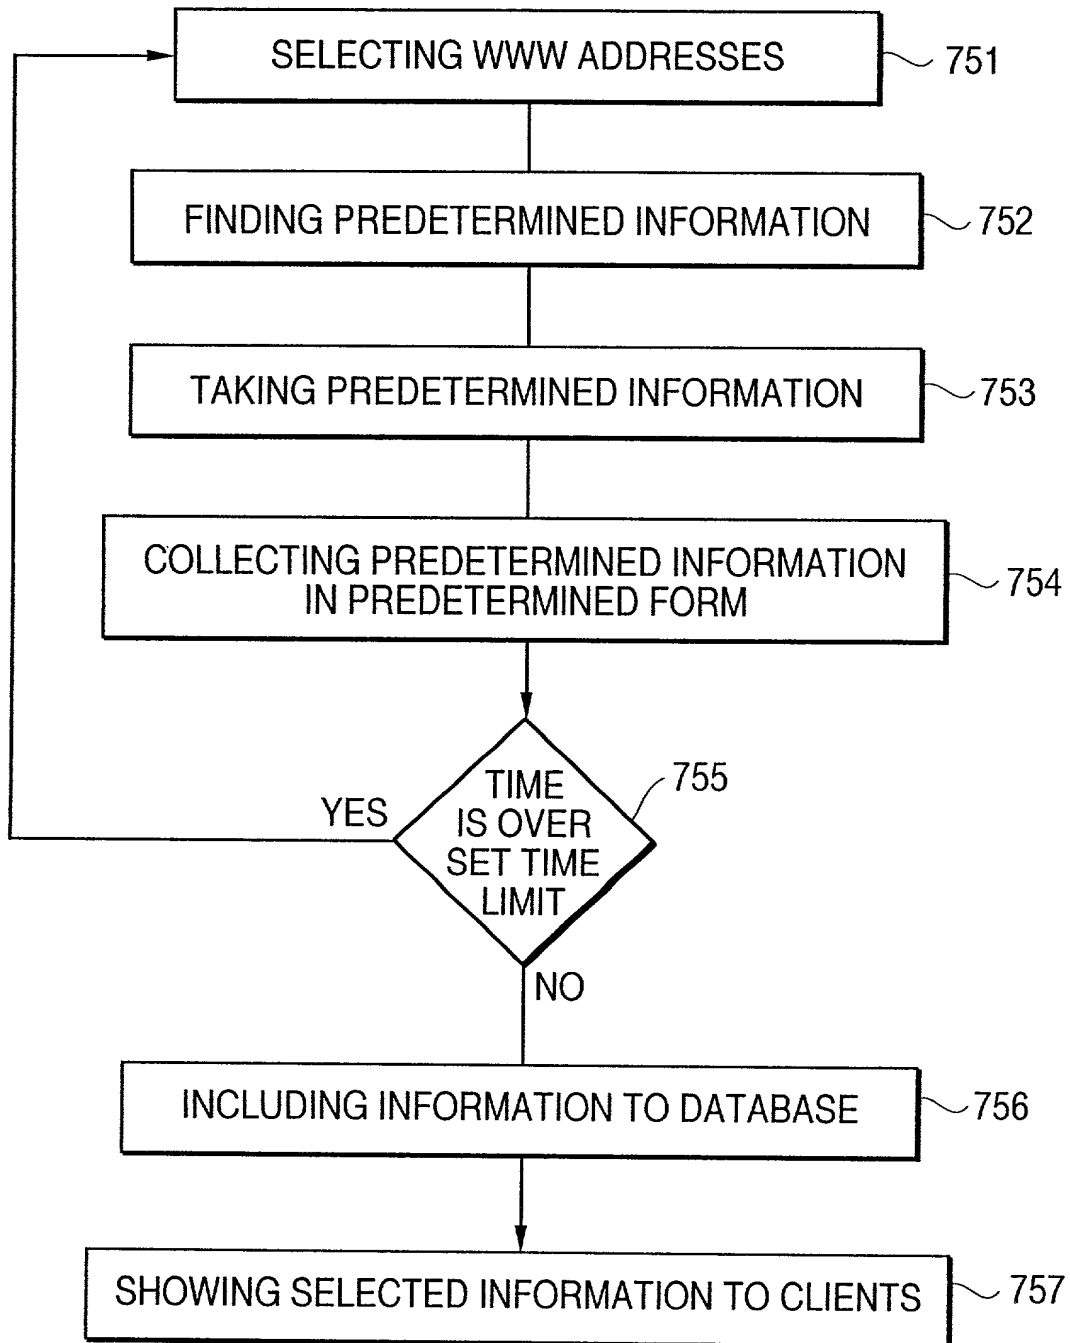 SELECTING WWW ADDRESSES
751
FINDING PREDETERMINED INFORMATION
752
TAKING PREDETERMINED INFORMATION
753
COLLECTING PREDETERMINED INFORMATION
IN PREDETERMINED FORM
754
TIME
IS OVER
SET TIME
LIMIT
755
YES
NO
INCLUDING INFORMATION TO DATABASE
756
SHOWING SELECTED INFORMATION TO CLIENTS
757